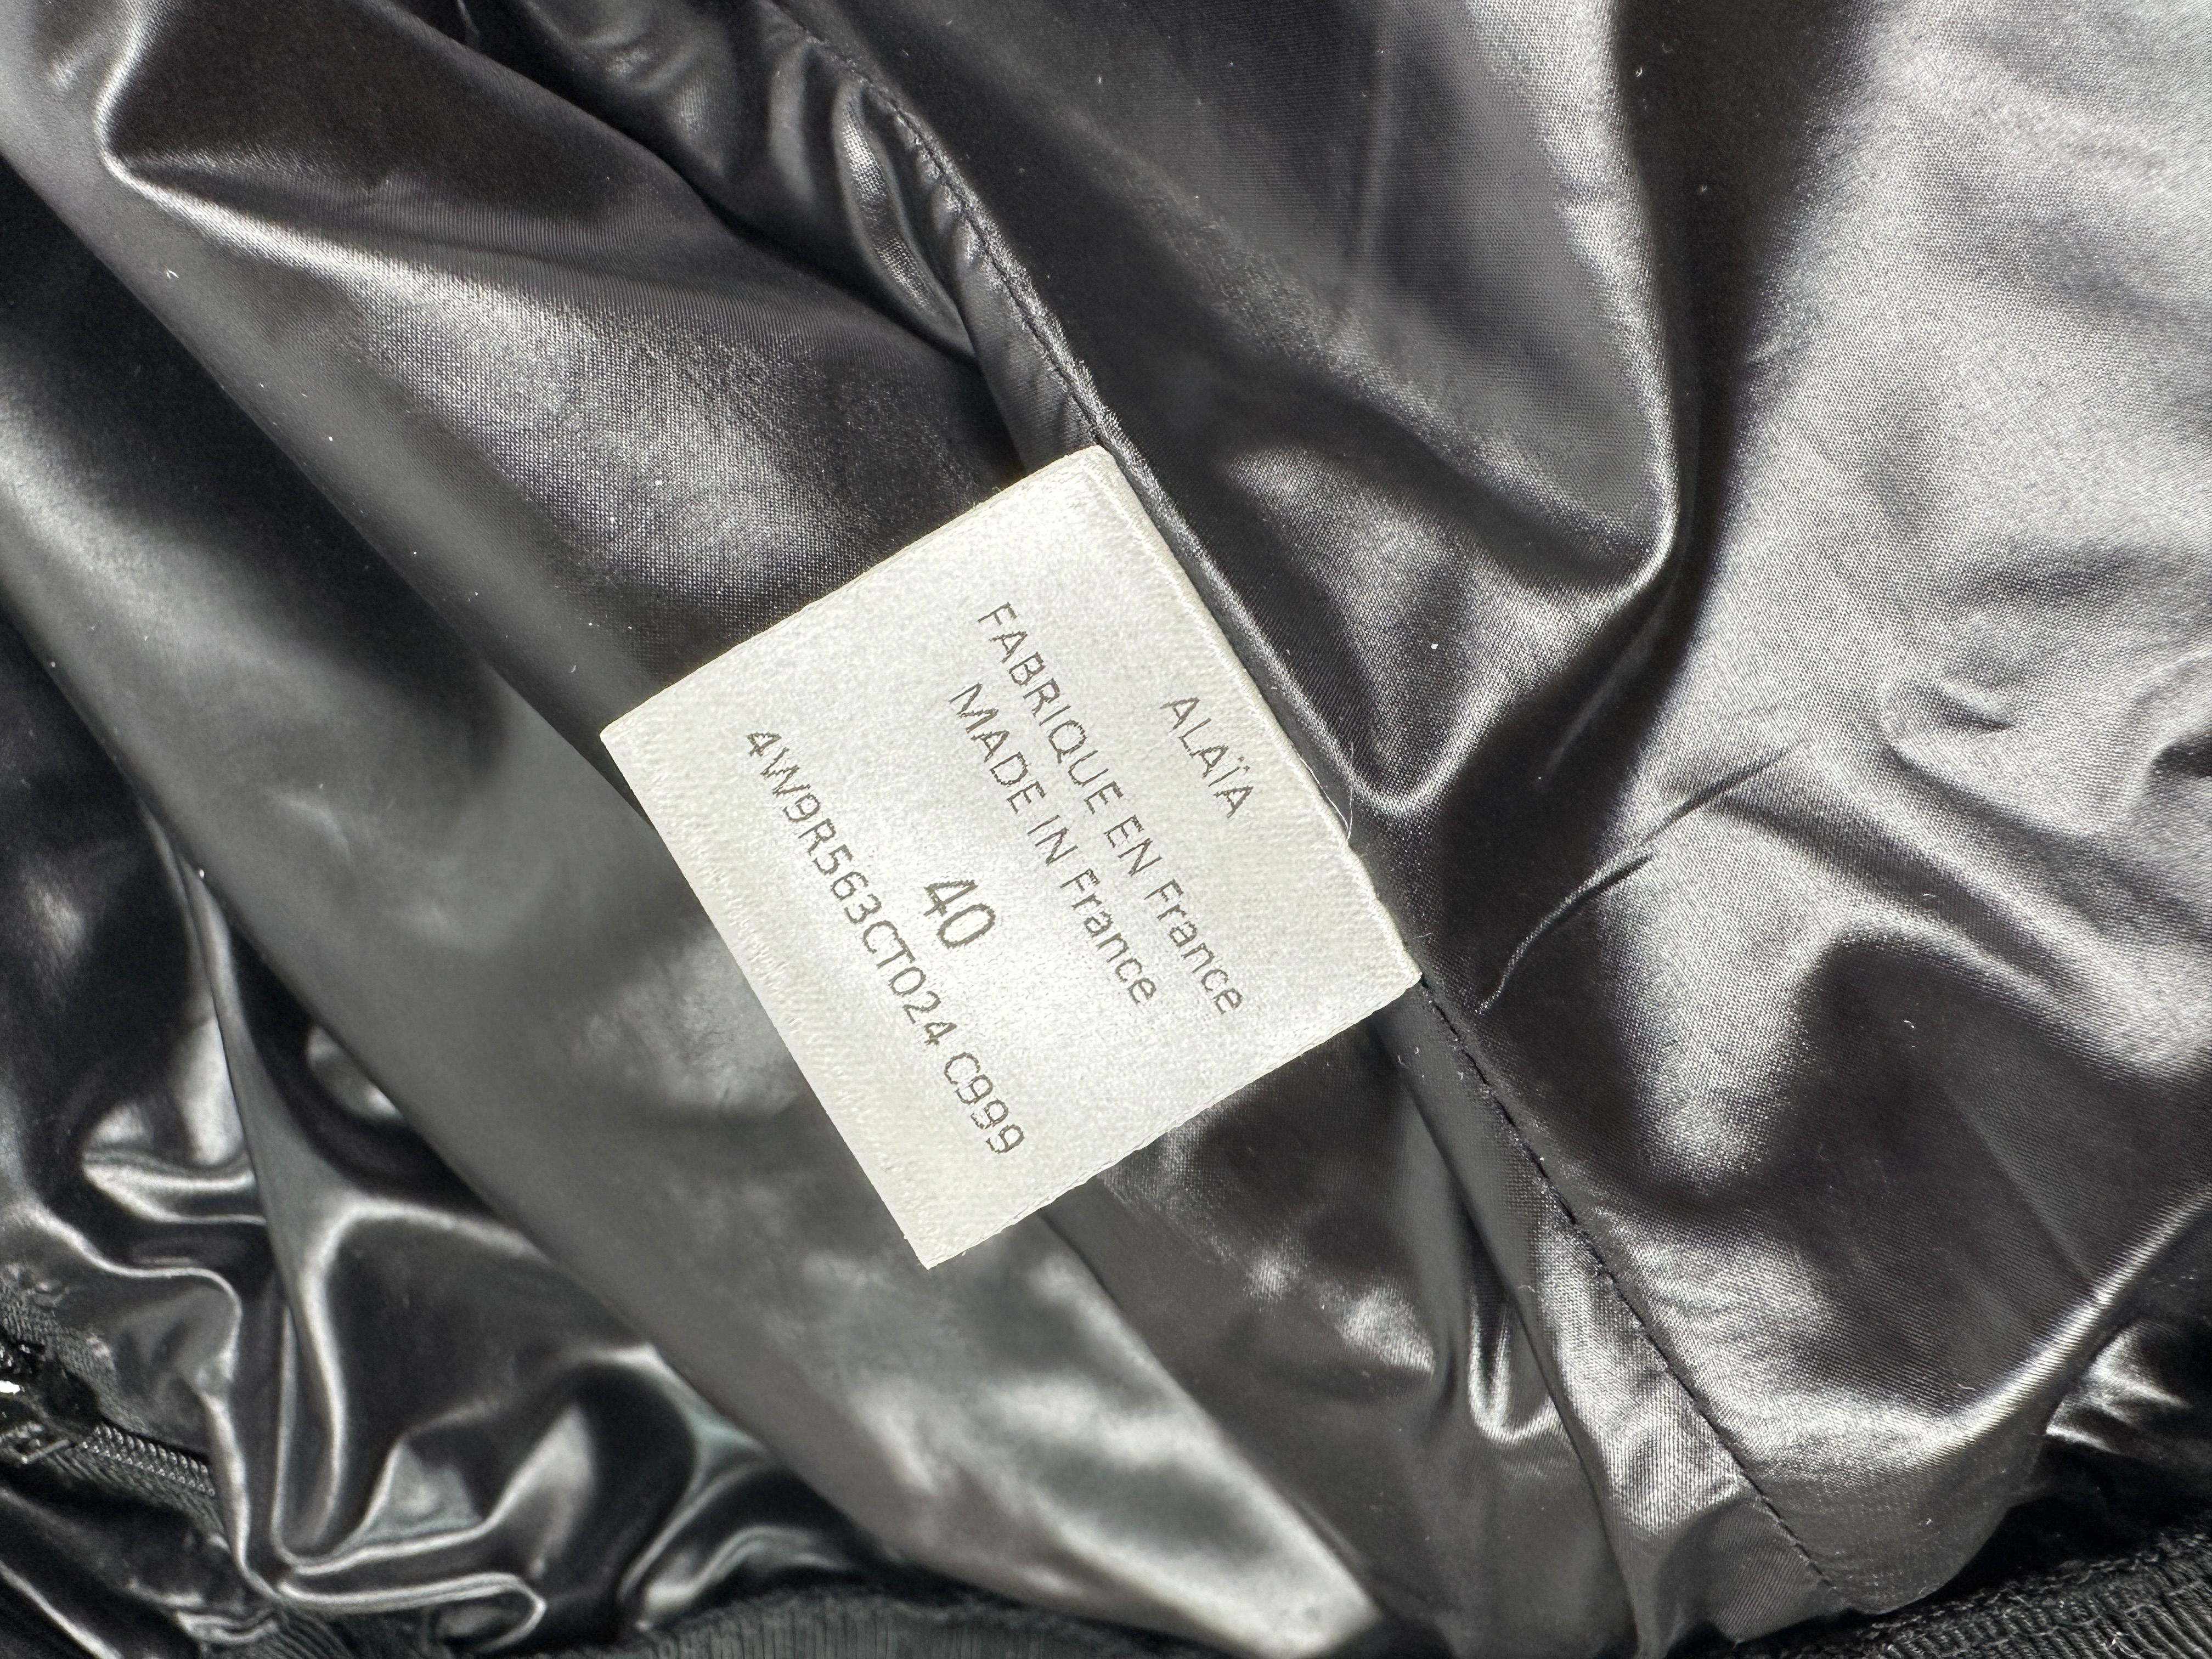 ALAÏA
FABRIQUE EN France
MADE IN France
40
4W9R563CT024 C999